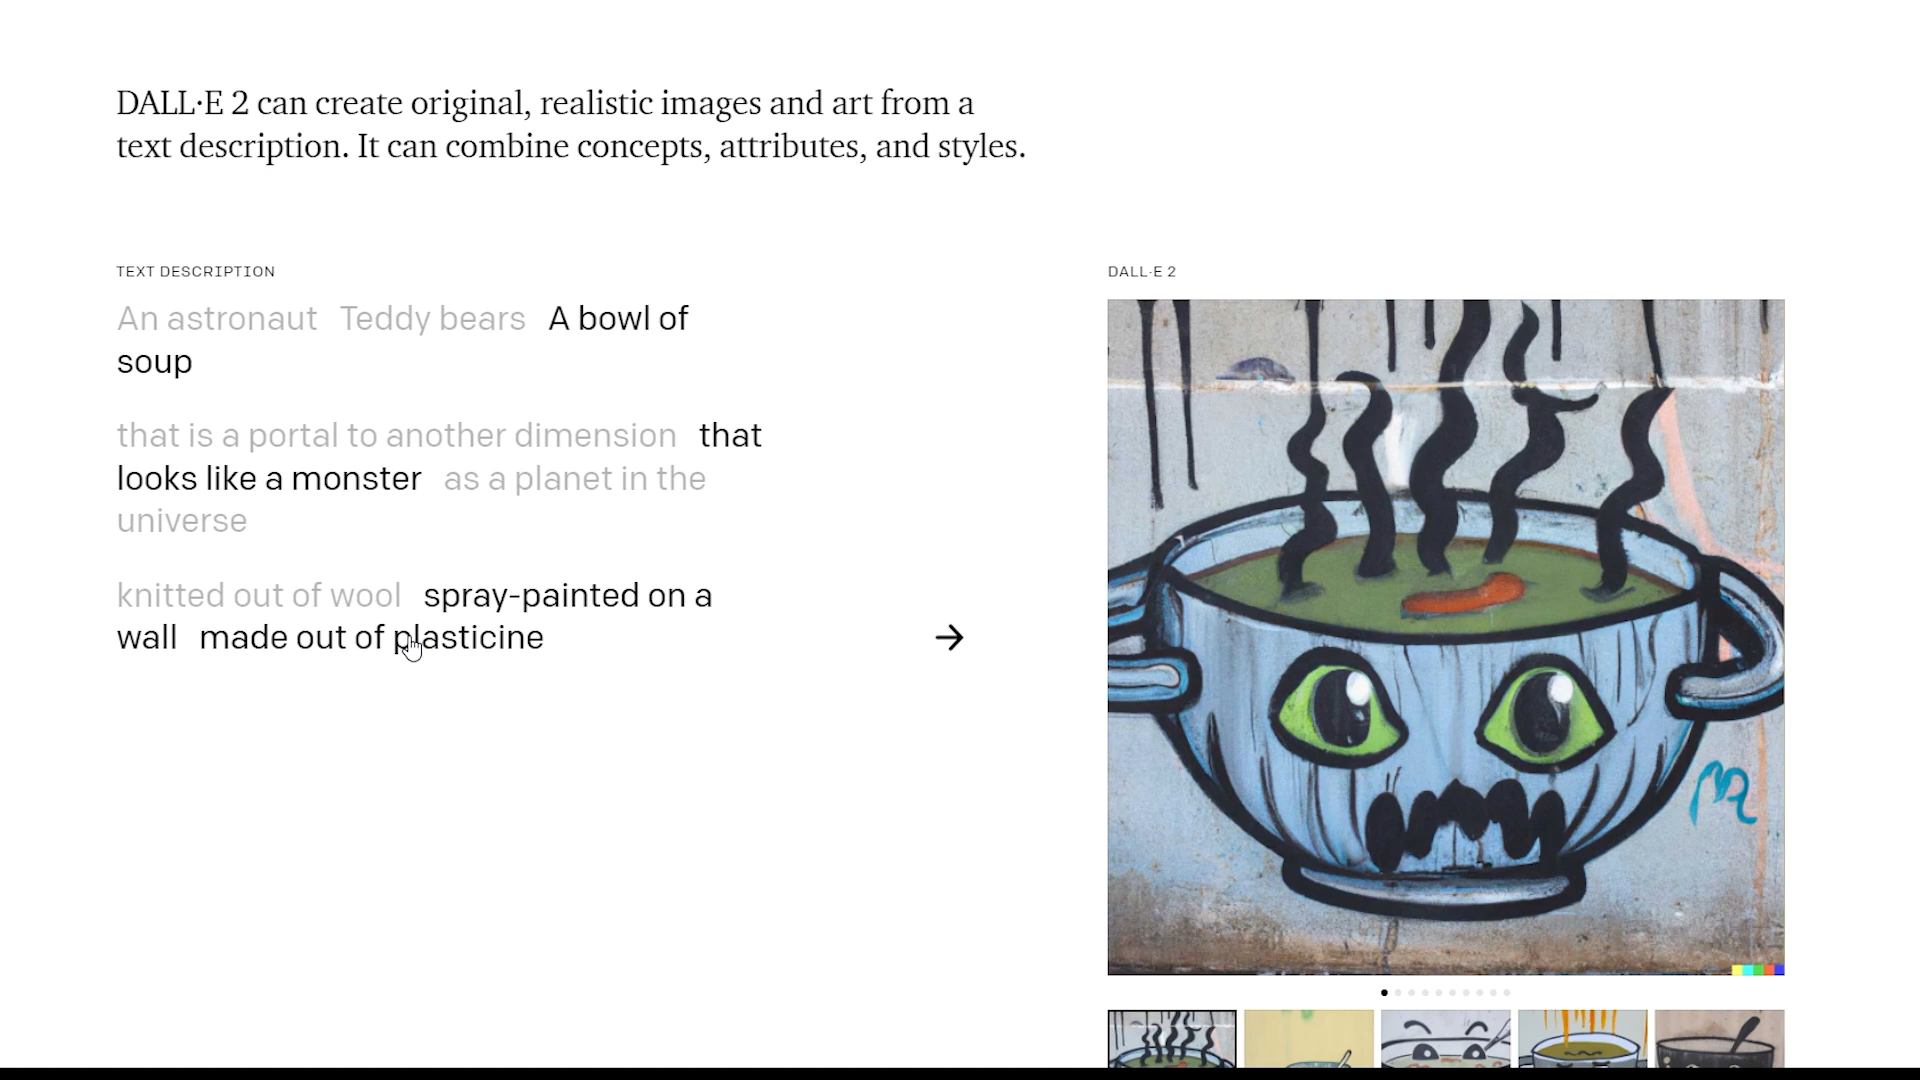 DALL·E 2 can create original, realistic images and art from a
text description. It can combine concepts, attributes, and styles.
TEXT DESCRIPTION
An astronaut Teddy bears A bowl of
soup
that is a portal to another dimension that
looks like a monster as a planet in the
universe
knitted out of wool spray-painted on a
wall made out of plasticine
DALL·E 2